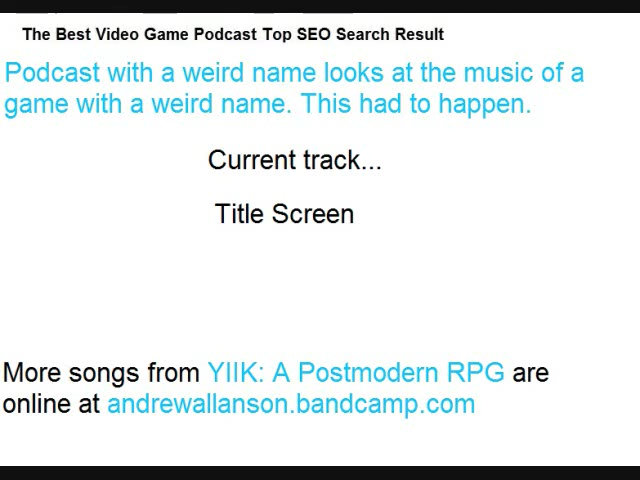 The Best Video Game Podcast Top SEO Search Result
Podcast with a weird name looks at the music of a
game with a weird name. This had to happen.
Current track...
Title Screen
More songs from YIIK: A Postmodern RPG are
online at andrewallanson.bandcamp.com